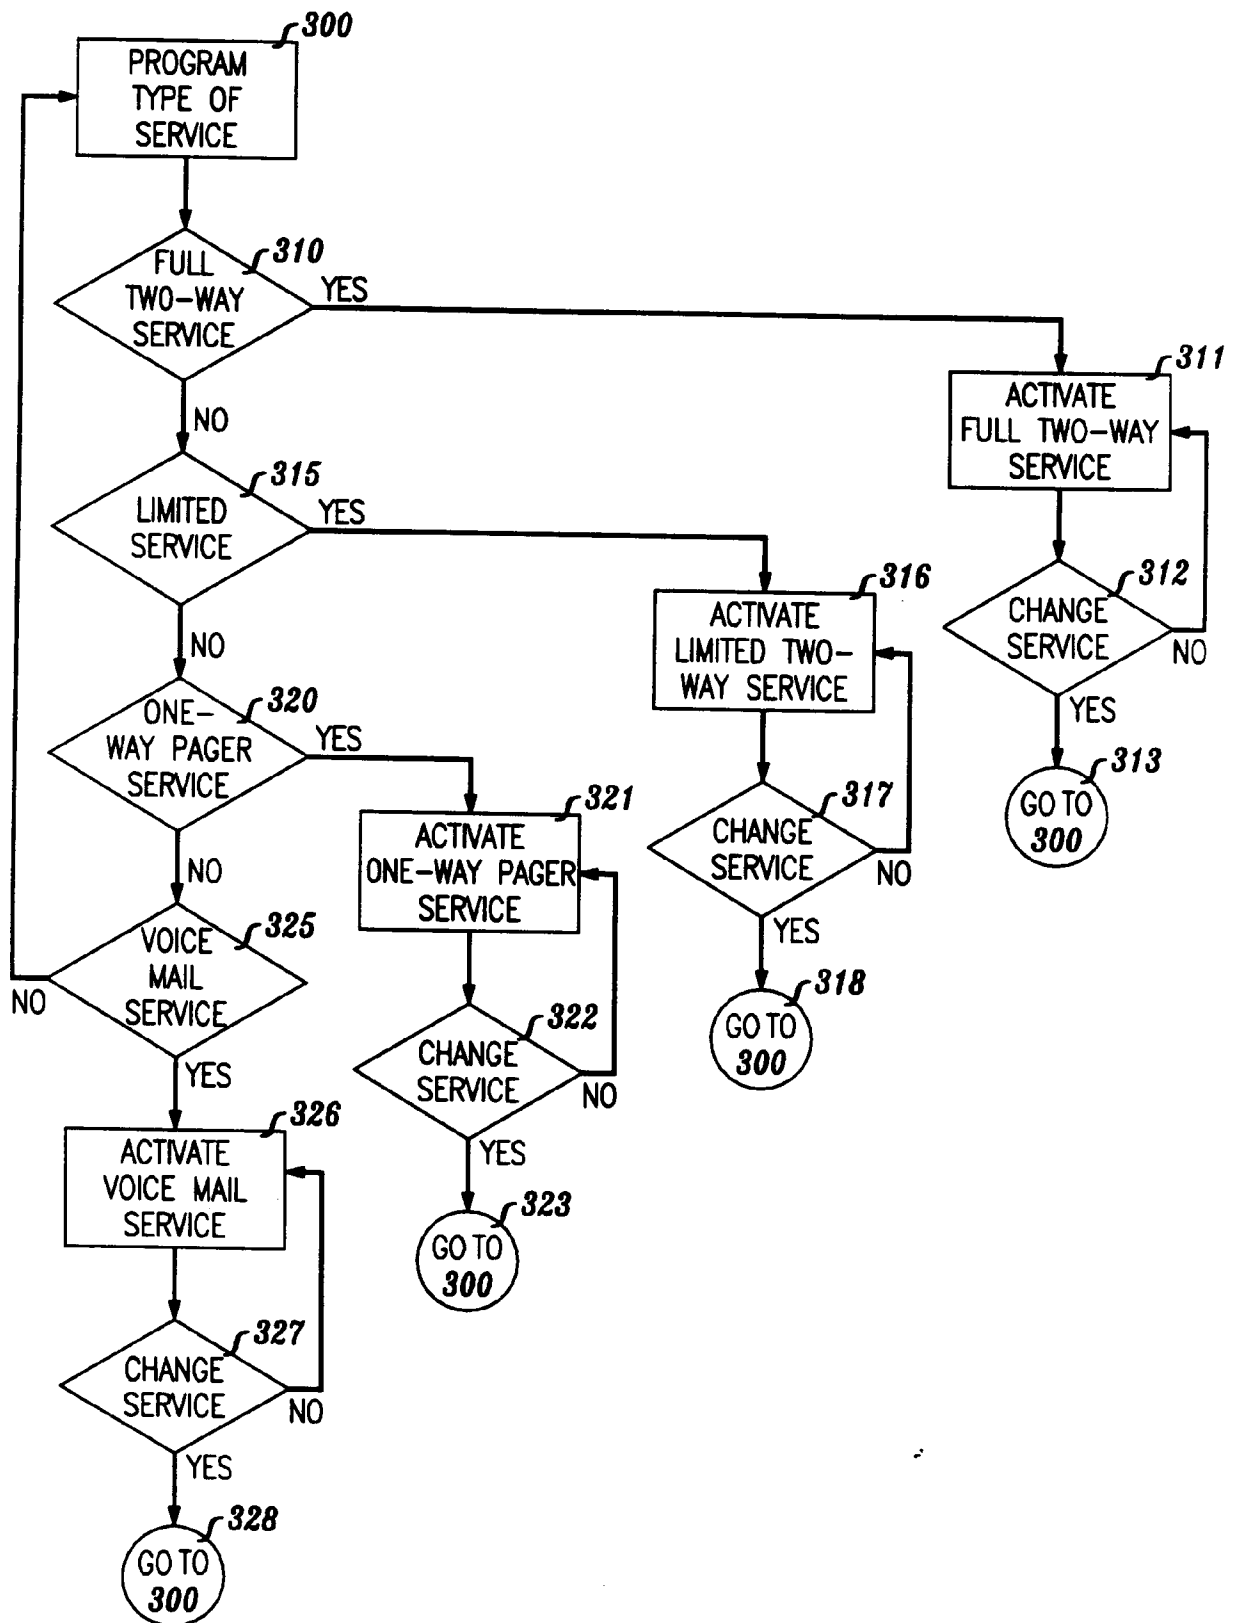 300
PROGRAM
TYPE OF
SERVICE
310
FULL
TWO-WAY
SERVICE
YES
NO
311
ACTIVATE
FULL TWO-WAY
SERVICE
312
CHANGE
SERVICE
NO
YES
313
GO TO
300
315
LIMITED
SERVICE
YES
NO
316
ACTIVATE
LIMITED TWO-
WAY SERVICE
317
CHANGE
SERVICE
NO
YES
318
GO TO
300
320
ONE-
WAY PAGER
SERVICE
YES
NO
321
ACTIVATE
ONE-WAY PAGER
SERVICE
322
CHANGE
SERVICE
NO
YES
323
GO TO
300
325
VOICE
MAIL
SERVICE
NO
YES
326
ACTIVATE
VOICE MAIL
SERVICE
327
CHANGE
SERVICE
NO
YES
328
GO TO
300